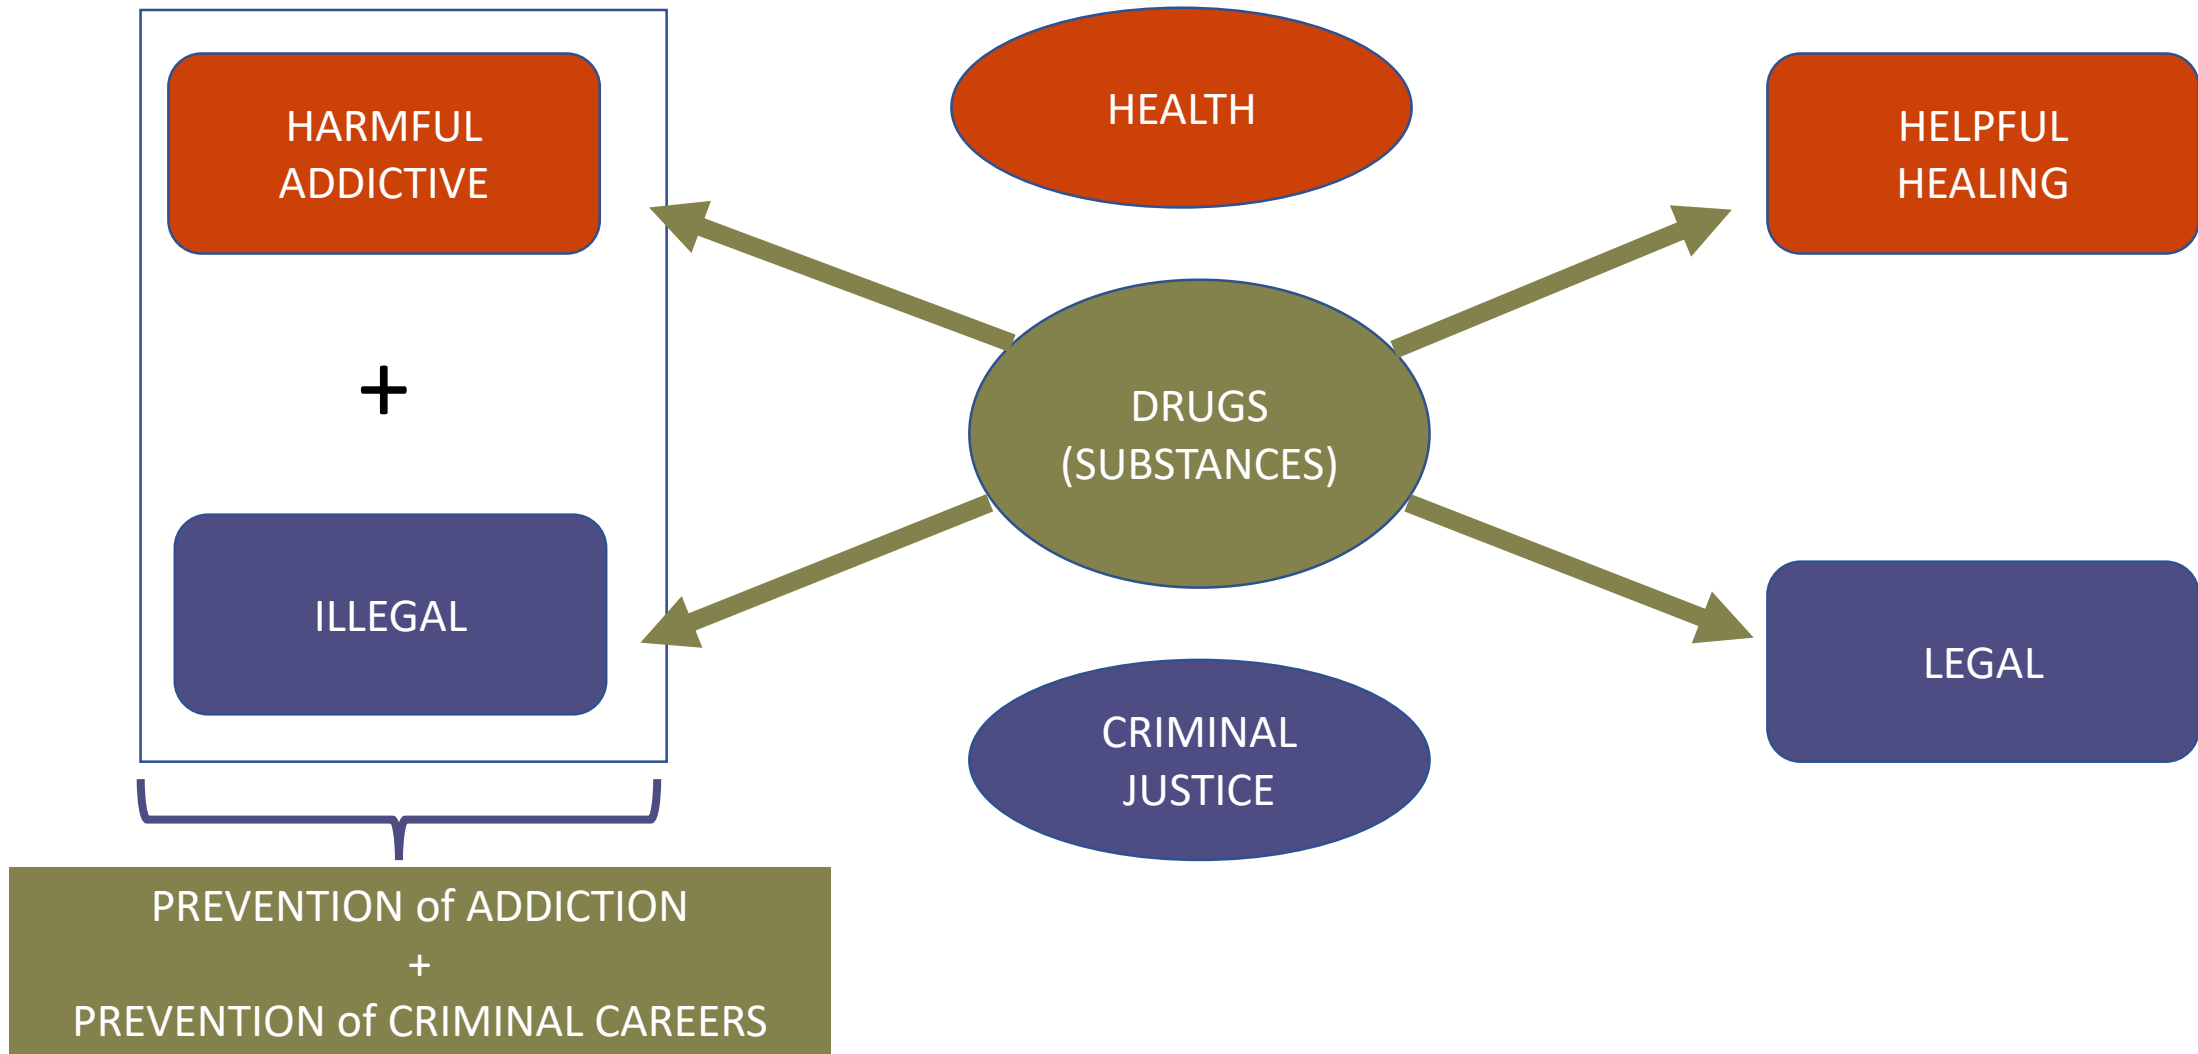 HARMFUL
ADDICTIVE
HEALTH
HELPFUL
HEALING
+
DRUGS
(SUBSTANCES)
ILLEGAL
LEGAL
CRIMINAL
JUSTICE
PREVENTION of ADDICTION
+
PREVENTION of CRIMINAL CAREERS